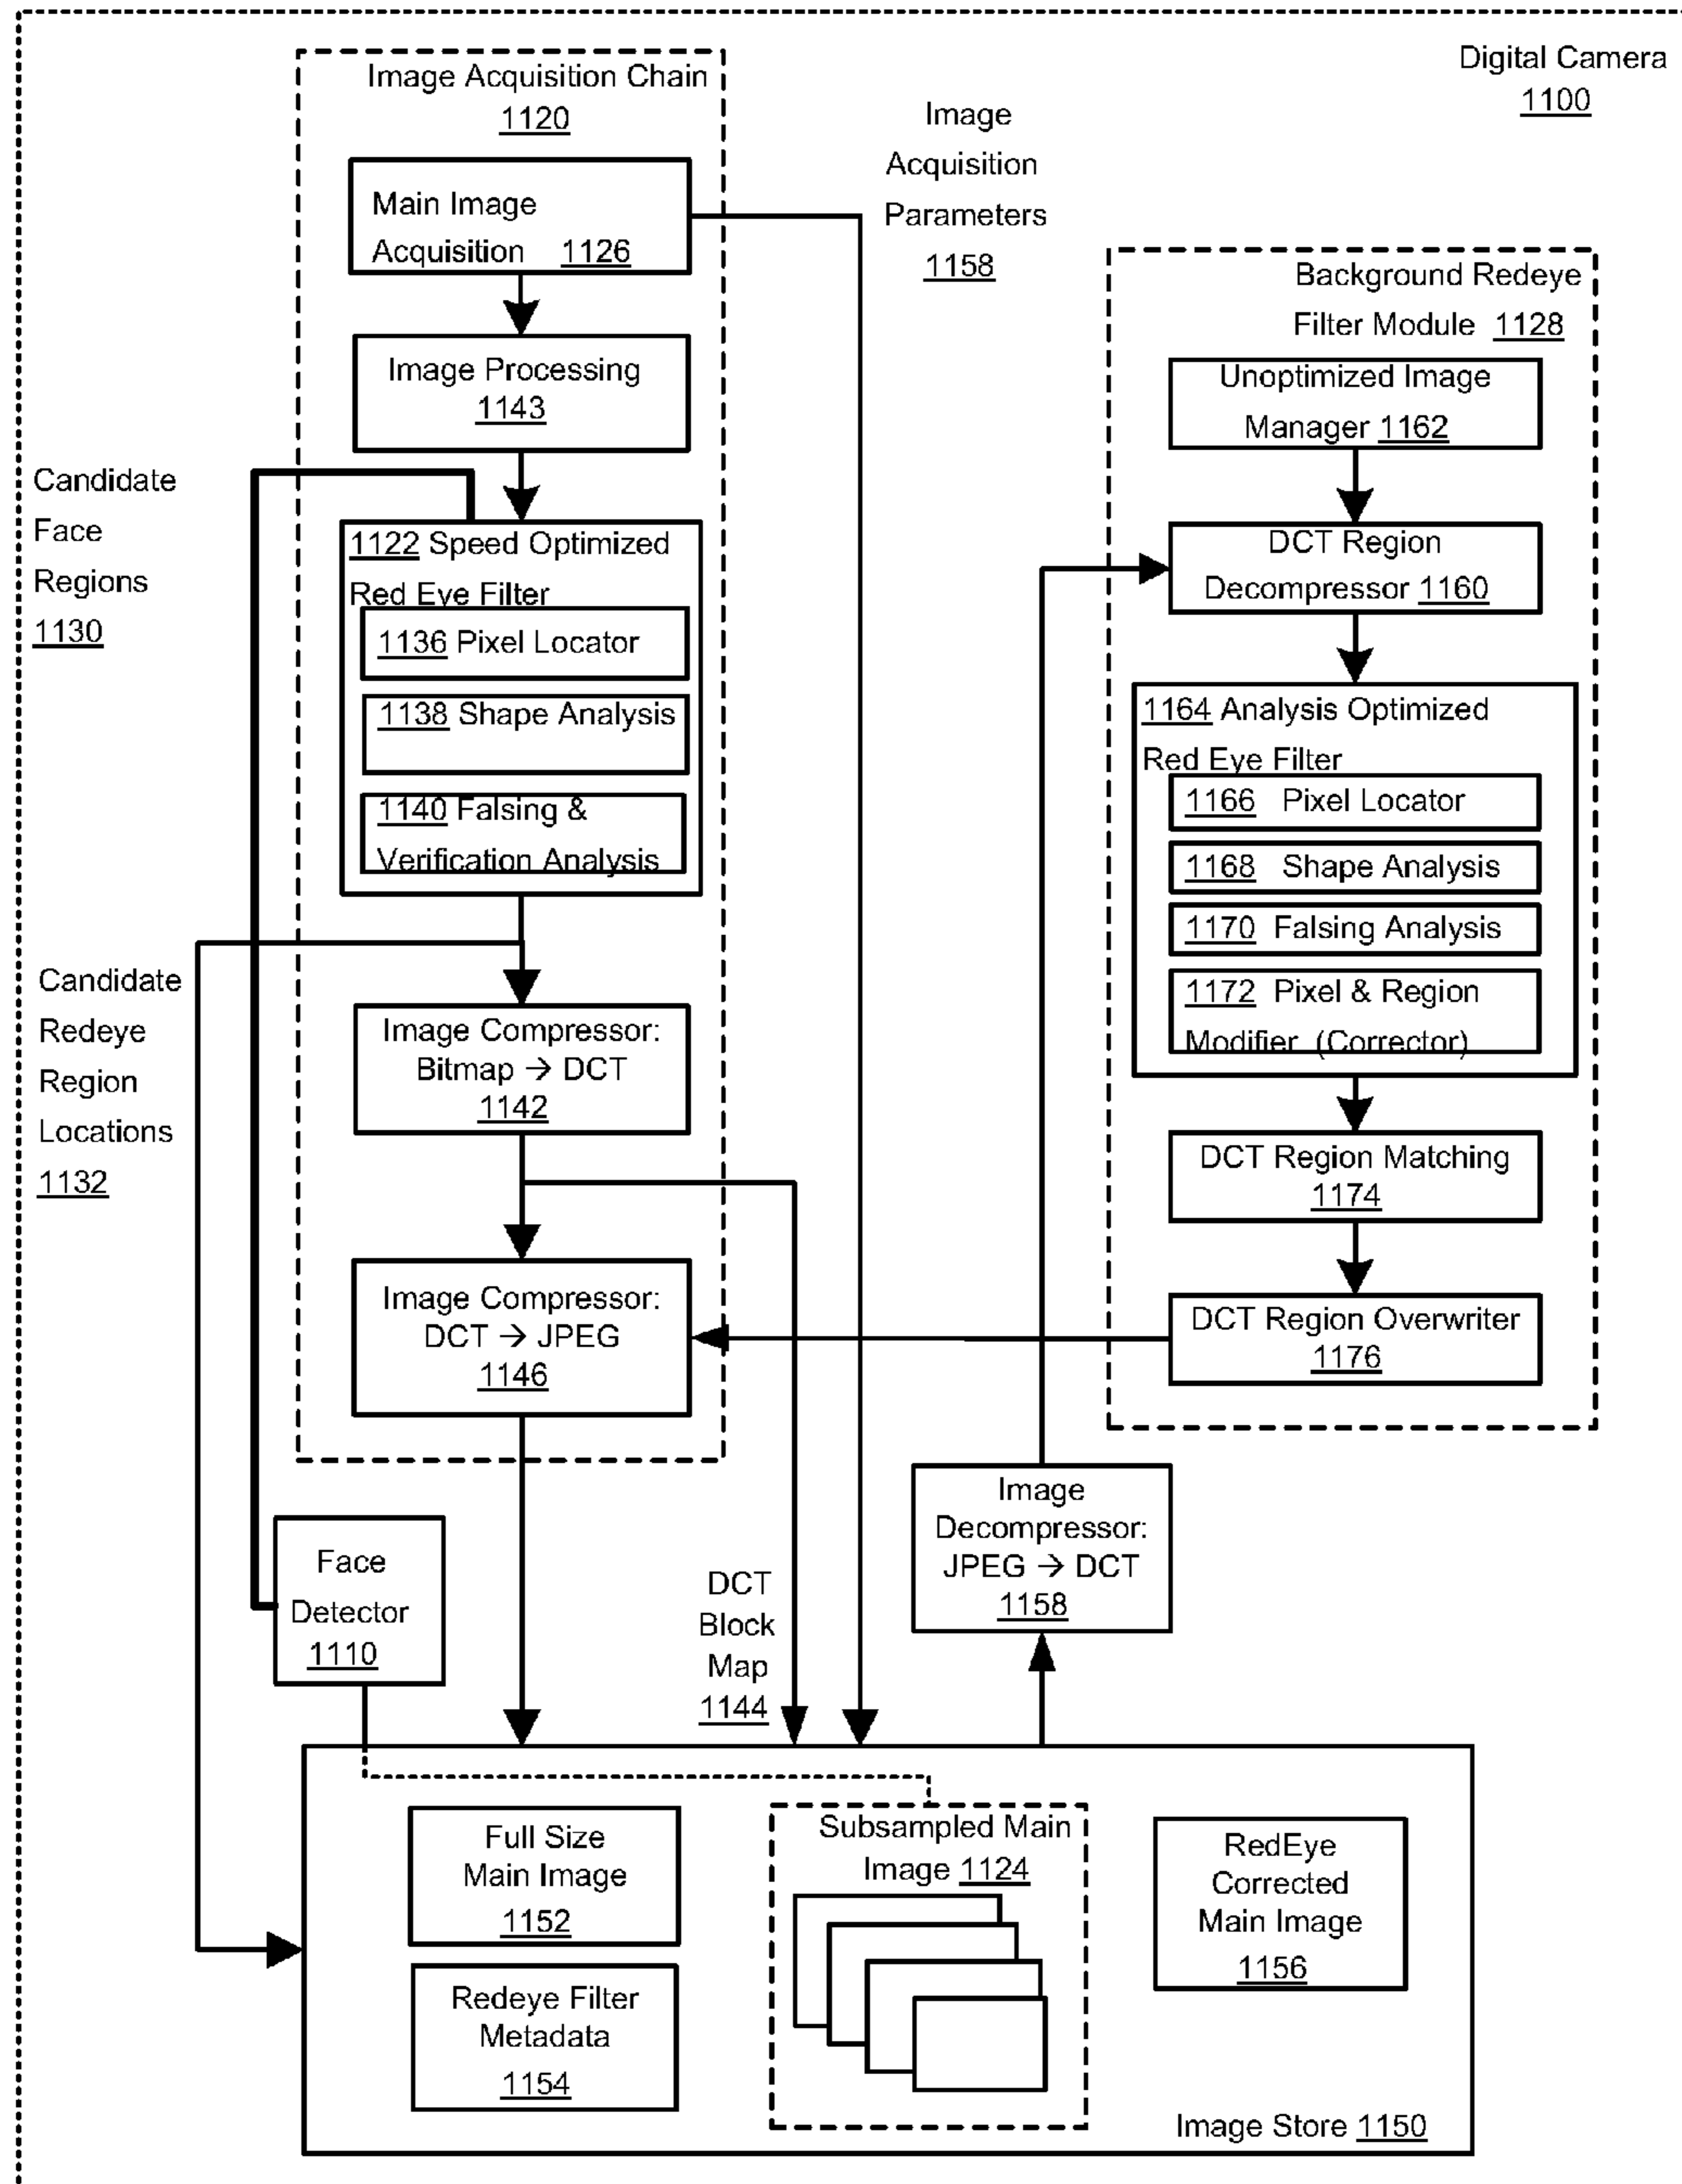 Digital Camera
1100
Image Acquisition Chain
1120
Main Image
Acquisition 1126
Image
Acquisition
Parameters
1158
Image Processing
1143
Candidate
Face
Regions
1130
1122 Speed Optimized
Red Eye Filter
1136 Pixel Locator
1138 Shape Analysis
1140 Falsing &
Verification Analysis
Candidate
Redeye
Region
Locations
1132
Image Compressor:
Bitmap → DCT
1142
Image Compressor:
DCT → JPEG
1146
Background Redeye
Filter Module 1128
Unoptimized Image
Manager 1162
DCT Region
Decompressor 1160
1164 Analysis Optimized
Red Eye Filter
1166 Pixel Locator
1168 Shape Analysis
1170 Falsing Analysis
1172 Pixel & Region
Modifier (Corrector)
DCT Region Matching
1174
DCT Region Overwriter
1176
Face
Detector
1110
DCT
Block
Map
1144
Image
Decompressor:
JPEG → DCT
1158
Full Size
Main Image
1152
Redeye Filter
Metadata
1154
Subsampled Main
Image 1124
RedEye
Corrected
Main Image
1156
Image Store 1150